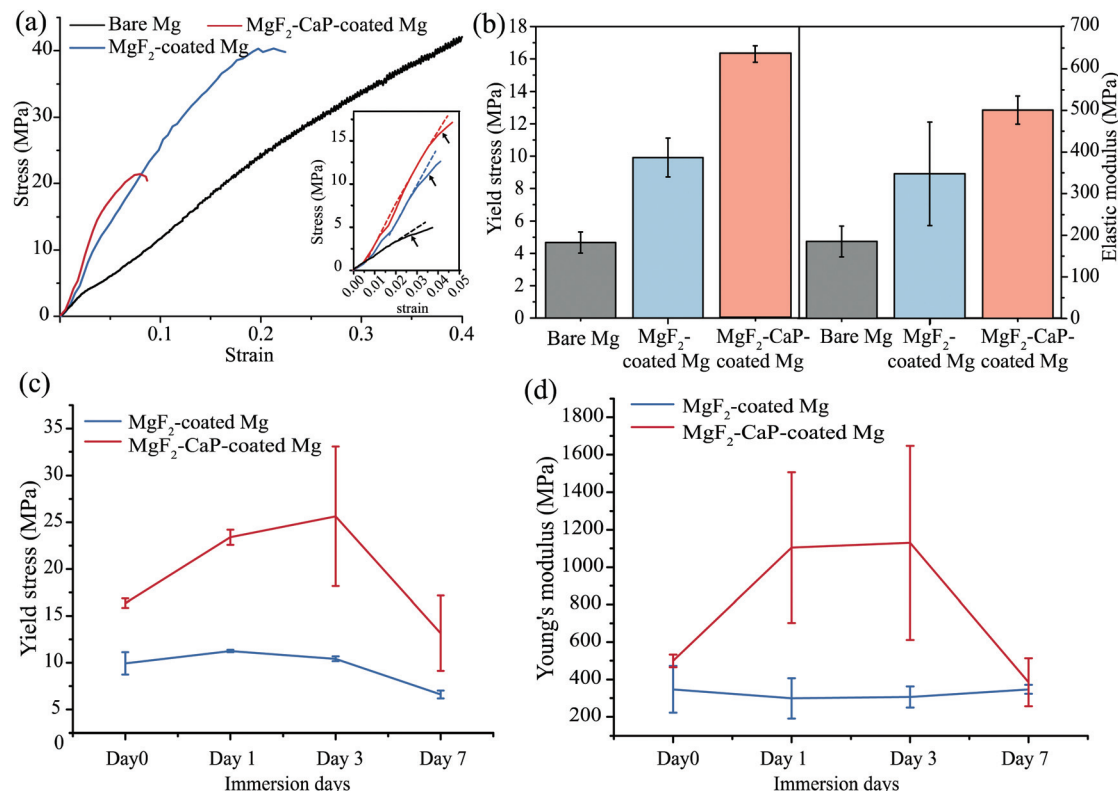 (a)
Bare Mg
MgF₂-CaP-coated Mg
MgF₂-coated Mg
Stress (MPa)
40
30
20
10
0
0.1
0.2
0.3
0.4
Strain
Stress (MPa)
15
10
5
0
0.00
0.01
0.02
0.03
0.04
0.05
strain
(b)
Yield stress (MPa)
18
16
14
12
10
8
6
4
2
0
Bare Mg
MgF₂-
coated Mg
MgF₂-CaP-
coated Mg
Bare Mg
MgF₂-
coated Mg
MgF₂-CaP-
coated Mg
700
600
500
400
300
200
100
0
Elastic modulus (MPa)
(c)
MgF₂-coated Mg
MgF₂-CaP-coated Mg
Yield stress (MPa)
35
30
25
20
15
10
5
0
Day0
Day 1
Day 3
Day 7
Immersion days
(d)
MgF₂-coated Mg
MgF₂-CaP-coated Mg
Young's modulus (MPa)
1800
1600
1400
1200
1000
600
400
200
Day0
Day 1
Day 3
Day 7
Immersion days